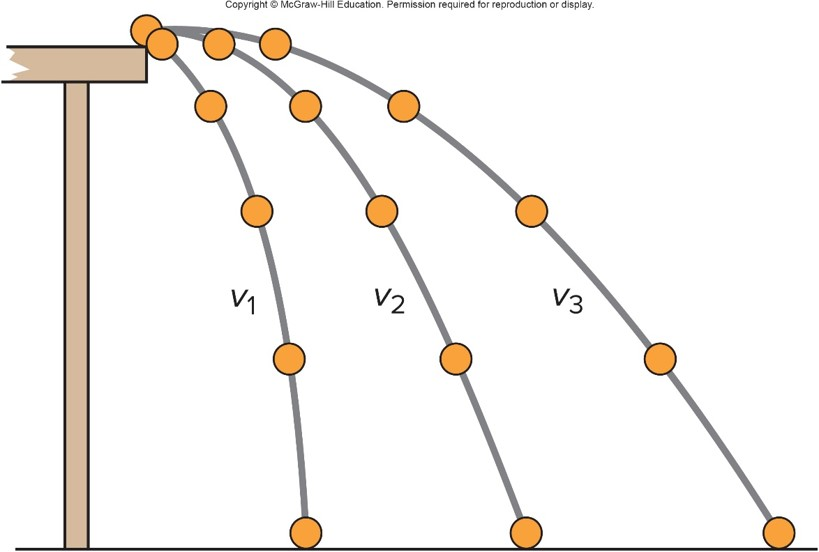 Copyright © McGraw-Hill Education. Permission required for reproduction or display.
v1
v2
v3